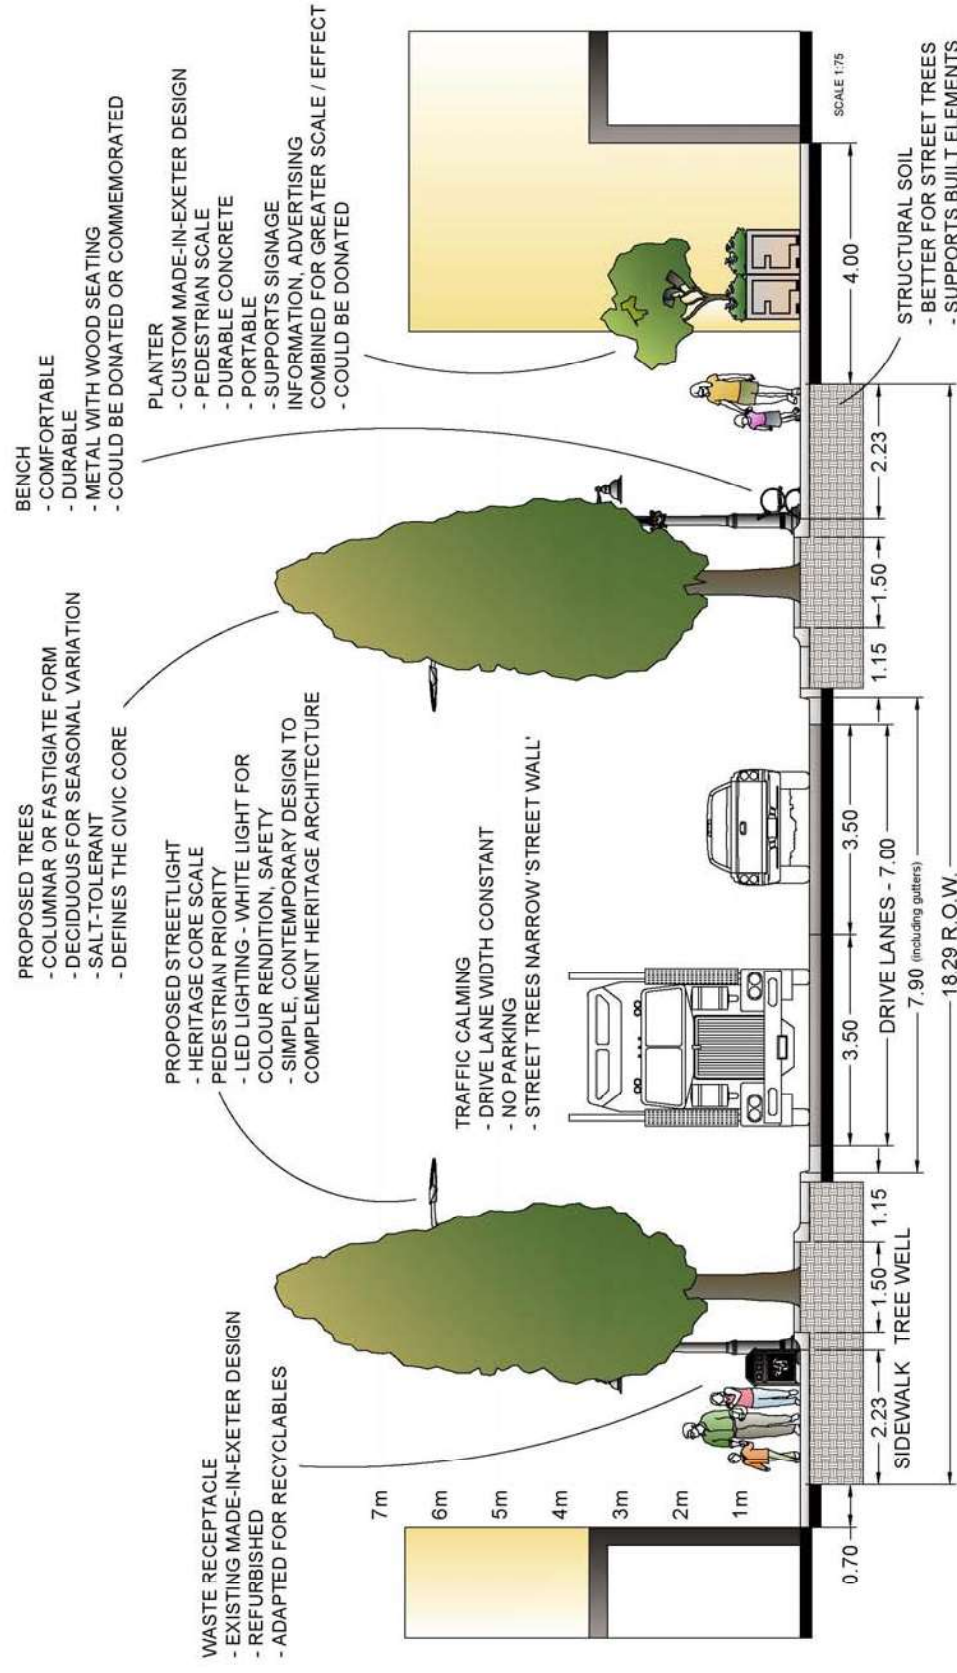 PROPOSED TREES
- COLUMNAR OR FASTIGIATE FORM
- DECIDUOUS FOR SEASONAL VARIATION
- SALT-TOLERANT
- DEFINES THE CIVIC CORE
BENCH
- COMFORTABLE
- DURABLE
- METAL WITH WOOD SEATING
- COULD BE DONATED OR COMMEMORATED
PLANTER
- CUSTOM MADE-IN-EXETER DESIGN
- PEDESTRIAN SCALE
- DURABLE CONCRETE
- PORTABLE
- SUPPORTS SIGNAGE
INFORMATION, ADVERTISING
COMBINED FOR GREATER SCALE / EFFECT
- COULD BE DONATED
PROPOSED STREETLIGHT
- HERITAGE CORE SCALE
PEDESTRIAN PRIORITY
- LED LIGHTING - WHITE LIGHT FOR
COLOUR RENDITION, SAFETY
- SIMPLE, CONTEMPORARY DESIGN TO
COMPLEMENT HERITAGE ARCHITECTURE
WASTE RECEPTACLE
- EXISTING MADE-IN-EXETER DESIGN
- REFURBISHED
- ADAPTED FOR RECYCLABLES
TRAFFIC CALMING
- DRIVE LANE WIDTH CONSTANT
- NO PARKING
- STREET TREES NARROW 'STREET WALL'
7m
6m
5m
4m
3m
2m
1m
SCALE 1:75
0.70
2.23
1.50
1.15
3.50
3.50
1.15
1.50
2.23
4.00
SIDEWALK TREE WELL
DRIVE LANES - 7.00
7.90 (including gutters)
18.29 R.O.W.
STRUCTURAL SOIL
- BETTER FOR STREET TREES
- SUPPORTS BUILT ELEMENTS